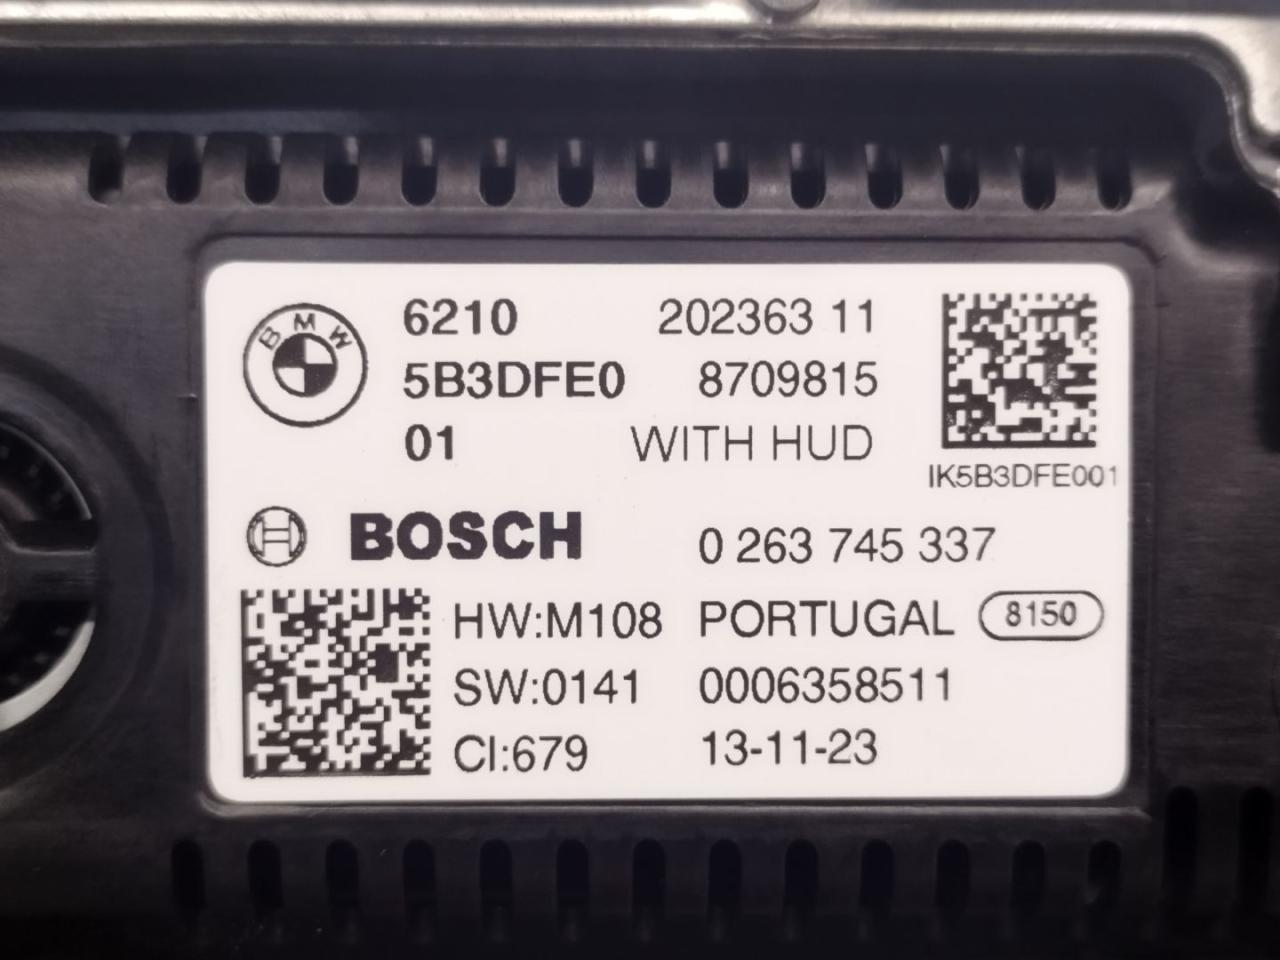 BMW
6210 202363 11
5B3DFE0 8709815
01 WITH HUD
IK5B3DFE001
BOSCH 0 263 745 337
HW:M108 PORTUGAL 8150
SW:0141 0006358511
CI:679 13-11-23